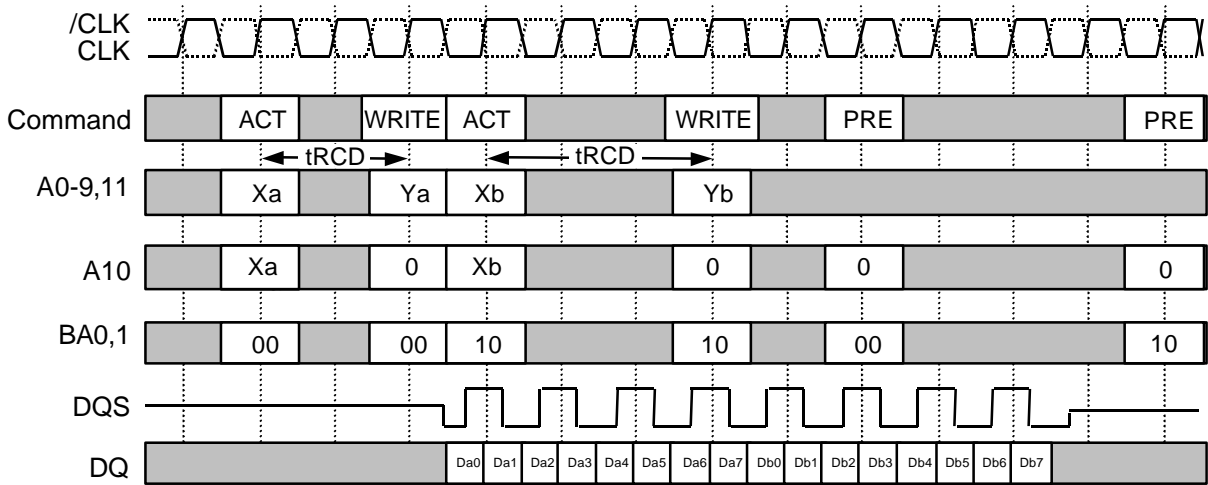 /CLK
CLK
Command ACT WRITE ACT WRITE PRE PRE
tRCD tRCD
A0-9,11 Xa Ya Xb Yb
A10 Xa 0 Xb 0 0 0
BA0,1 00 00 10 10 00 10
DQS
DQ Da0 Da1 Da2 Da3 Da4 Da5 Da6 Da7 Db0 Db1 Db2 Db3 Db4 Db5 Db6 Db7